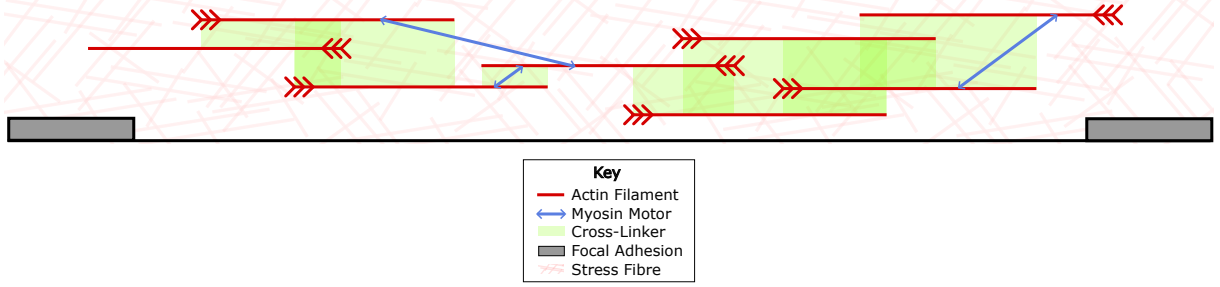 Key
Actin Filament
Myosin Motor
Cross-Linker
Focal Adhesion
Stress Fibre